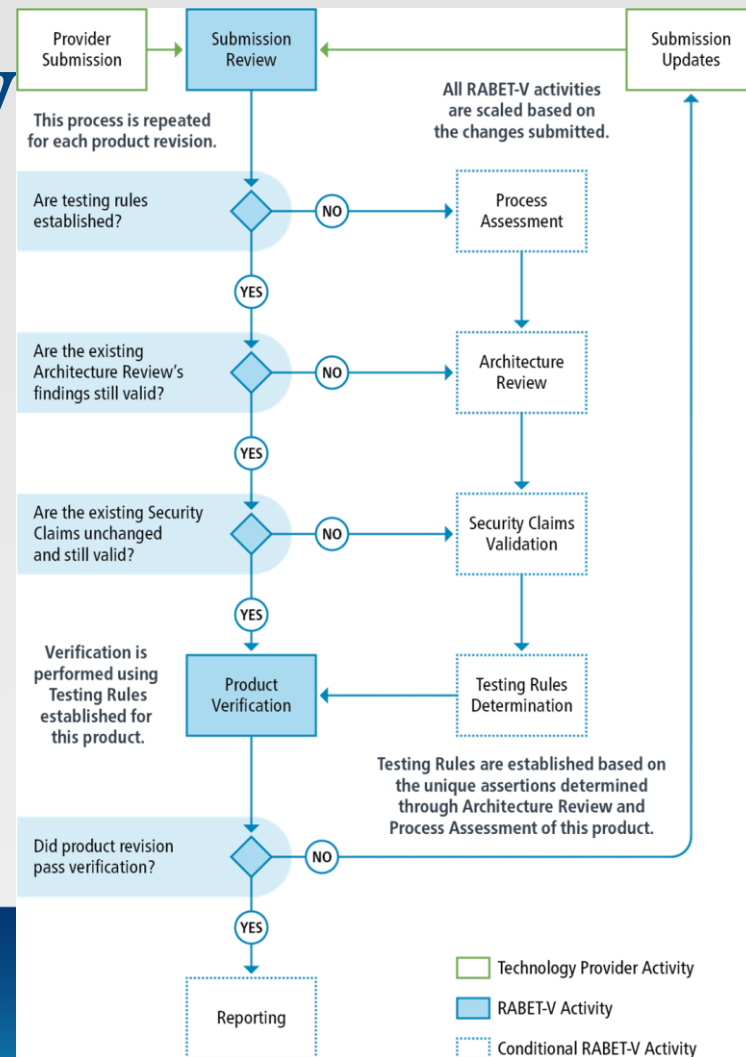 Provider
Submission
Submission
Review
Submission
Updates
y
This process is repeated
for each product revision.
All RABET-V activities
are scaled based on
the changes submitted.
Are testing rules
established?
NO
Process
Assessment
YES
Are the existing
Architecture Review's
findings still valid?
NO
Architecture
Review
YES
Are the existing Security
Claims unchanged
and still valid?
NO
Security Claims
Validation
YES
Verification is
performed using
Testing Rules
established for
this product.
Product
Verification
Testing Rules
Determination
Testing Rules are established based on
the unique assertions determined
through Architecture Review and
Process Assessment of this product.
Did product revision
pass verification?
NO
YES
Reporting
Technology Provider Activity
RABET-V Activity
Conditional RABET-V Activity